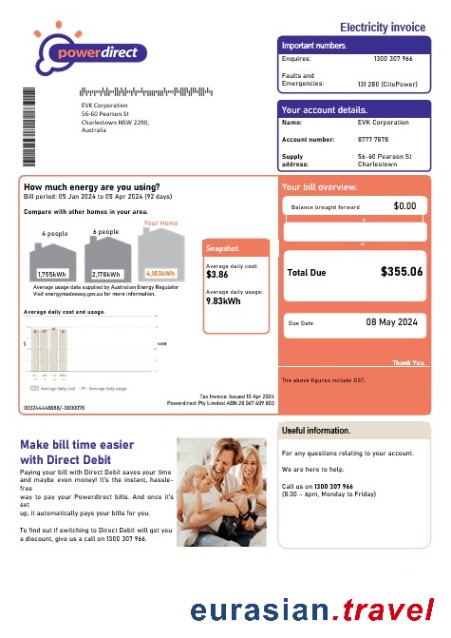 powerdirect
Electricity invoice
Important numbers.
Enquires: 1300 307 966
Faults and
Emergencies: 131 280 (CitoPower)
EVK Corporation
56-60 Pearson St
Charlestown NSW 2290,
Australia
Your account details.
Name: EVK Corporation
Account number: 8777 7878
Supply
address:
56-60 Pearson St
Charlestown
How much energy are you using?
Bill period: 05 Jan 2024 to 05 Apr 2024 (92 days)
Compare with other homes in your area.
4 people
6 people
Your Home
1,755kWh
2,178kWh
4,183kWh
Average usage data supplied by Australian Energy Regulator
Visit energymadeeasy.gov.au for more information.
Average daily cost and usage.
Average daily cost
Average daily usage
Snapshot.
Average daily cost:
$3.86
Average daily usage:
9.83kWh
Tax Invoice: Issued 10 Apr 2024
Powerdirect Pty Limited ABN 28 067 609 803
Your bill overview.
Balance brought forward $0.00
Total Due $355.06
Due Date 08 May 2024
Thank You.
The above figures include GST.
Make bill time easier
with Direct Debit
Paying your bill with Direct Debit saves your time
and maybe even money! It's the instant, hassle-
free
way to pay your Powerdirect bills. And once it's
set
up, it automatically pays your bills for you.
To find out if switching to Direct Debit will get you
a discount, give us a call on 1300 307 966.
Useful information.
For any questions relating to your account.
We are here to help.
Call us on 1300 307 966
(8:30 – 6pm, Monday to Friday)
eurasian.travel